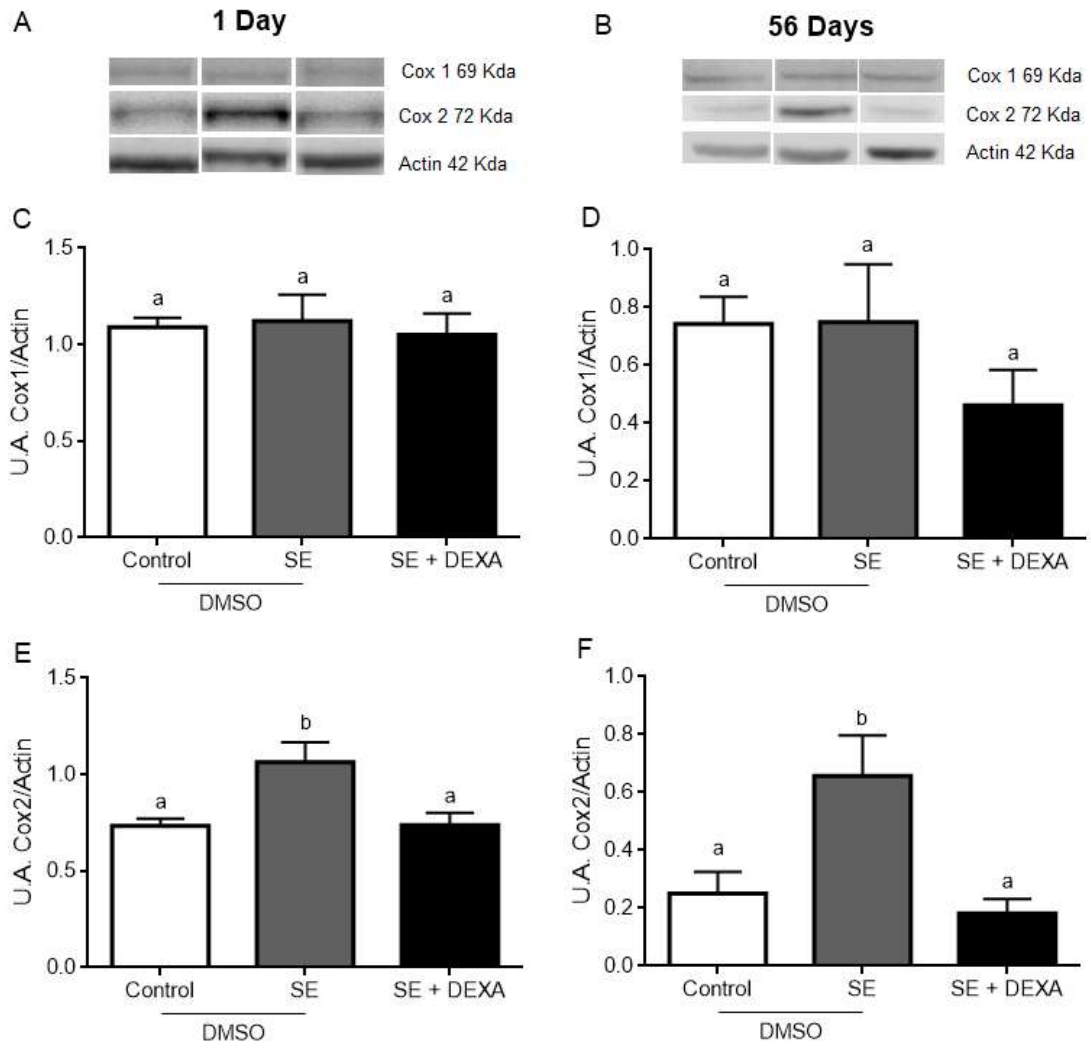 A
1 Day
Cox 1 69 Kda
Cox 2 72 Kda
Actin 42 Kda
B
56 Days
Cox 1 69 Kda
Cox 2 72 Kda
Actin 42 Kda
C
U.A. Cox1/Actin
1.5
1.0
0.5
0.0
a
a
a
Control
SE
SE + DEXA
DMSO
D
U.A. Cox1/Actin
1.0
0.8
0.6
0.4
0.2
0.0
a
a
a
Control
SE
SE + DEXA
DMSO
E
U.A. Cox2/Actin
1.5
1.0
0.5
0.0
a
b
a
Control
SE
SE + DEXA
DMSO
F
U.A. Cox2/Actin
1.0
0.8
0.6
0.4
0.2
0.0
a
b
a
Control
SE
SE + DEXA
DMSO